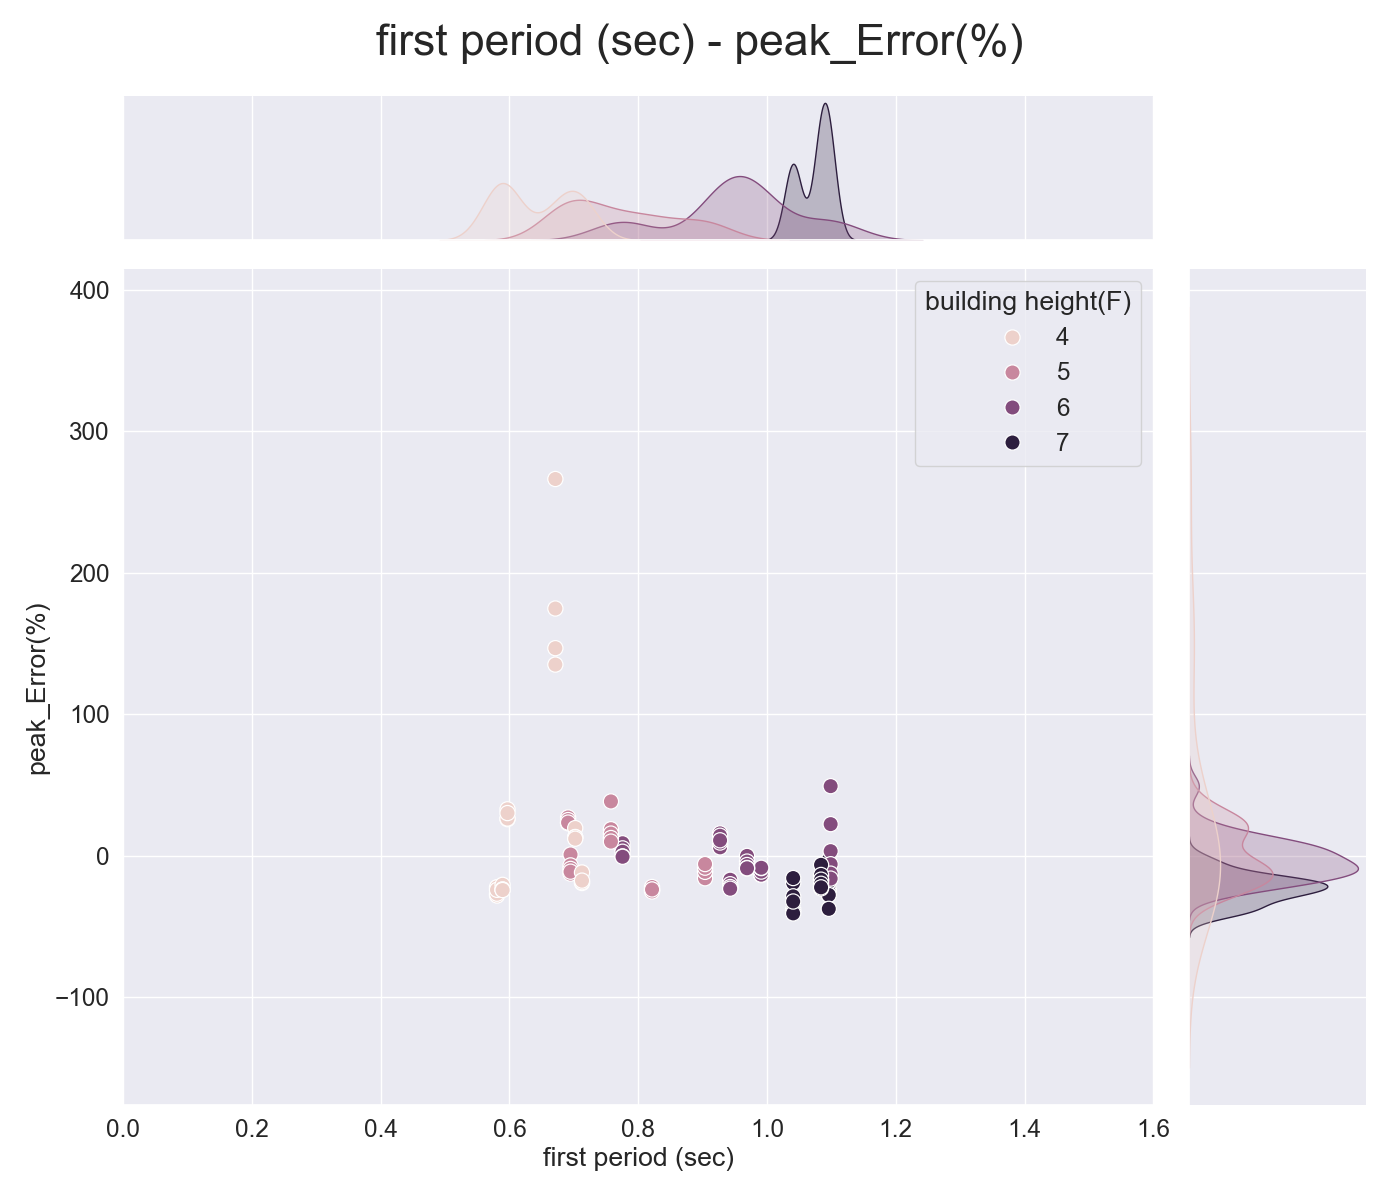 first period (sec) - peak_Error(%)
building height(F)
4
5
6
7
400
300
200
100
0
−100
peak_Error(%)
0.0 0.2 0.4 0.6 0.8 1.0 1.2 1.4 1.6
first period (sec)